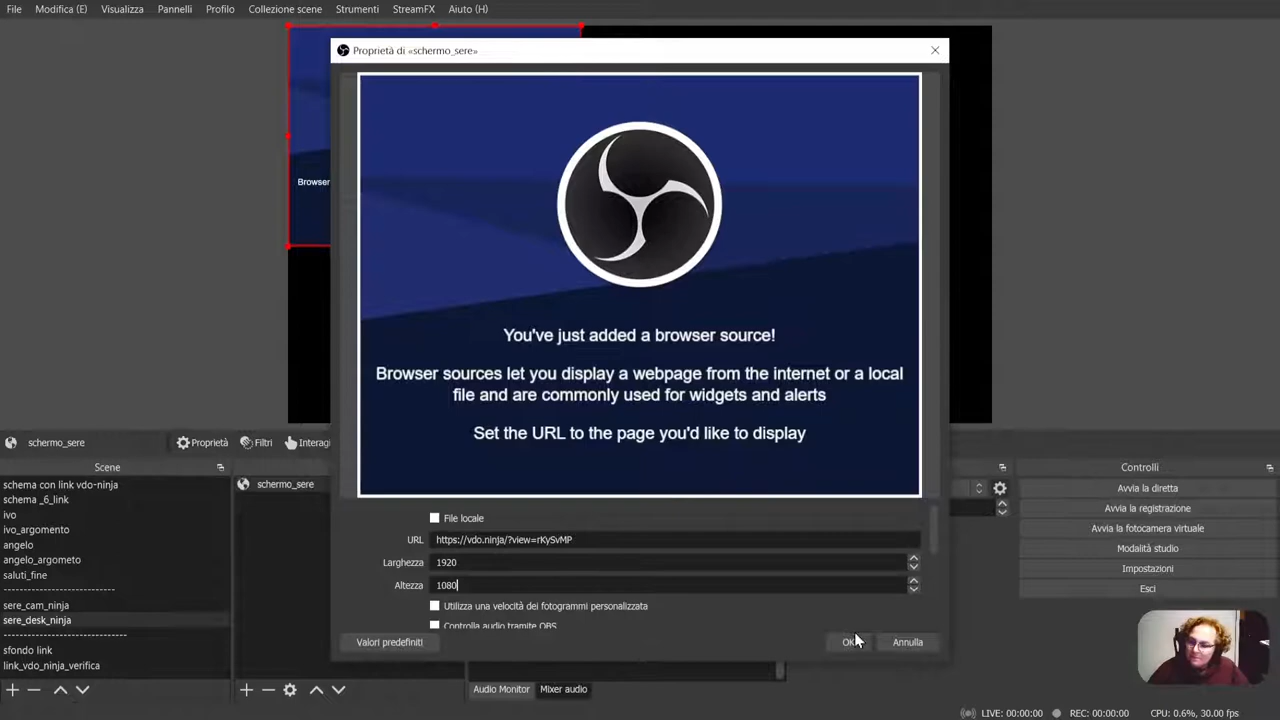 File Modifica (E) Visualizza Pannelli Profilo Collezione scene Strumenti StreamFX Aiuto (H)
Proprietà di «schermo_sere»
Browser
You've just added a browser source!
Browser sources let you display a webpage from the internet or a local
file and are commonly used for widgets and alerts
Set the URL to the page you'd like to display
schermo_sere
Proprietà
Filtri
Interagi
Scene
schema con link vdo-ninja
schema _6_link
ivo
ivo_argomento
angelo
angelo_argometo
saluti_fine
----------------------------
sere_cam_ninja
sere_desk_ninja
-------------------------------
sfondo link
link_vdo_ninja_verifica
schermo_sere
File locale
URL https://vdo.ninja/?view=rKySvMP
Larghezza 1920
Altezza 1080
Utilizza una velocità dei fotogrammi personalizzata
Controlla audio tramite OBS
Valori predefiniti
OK
Annulla
Audio Monitor
Mixer audio
Controlli
Avvia la diretta
Avvia la registrazione
Avvia la fotocamera virtuale
Modalità studio
Impostazioni
Esci
LIVE: 00:00:00 REC: 00:00:00 CPU: 0.6%, 30.00 fps